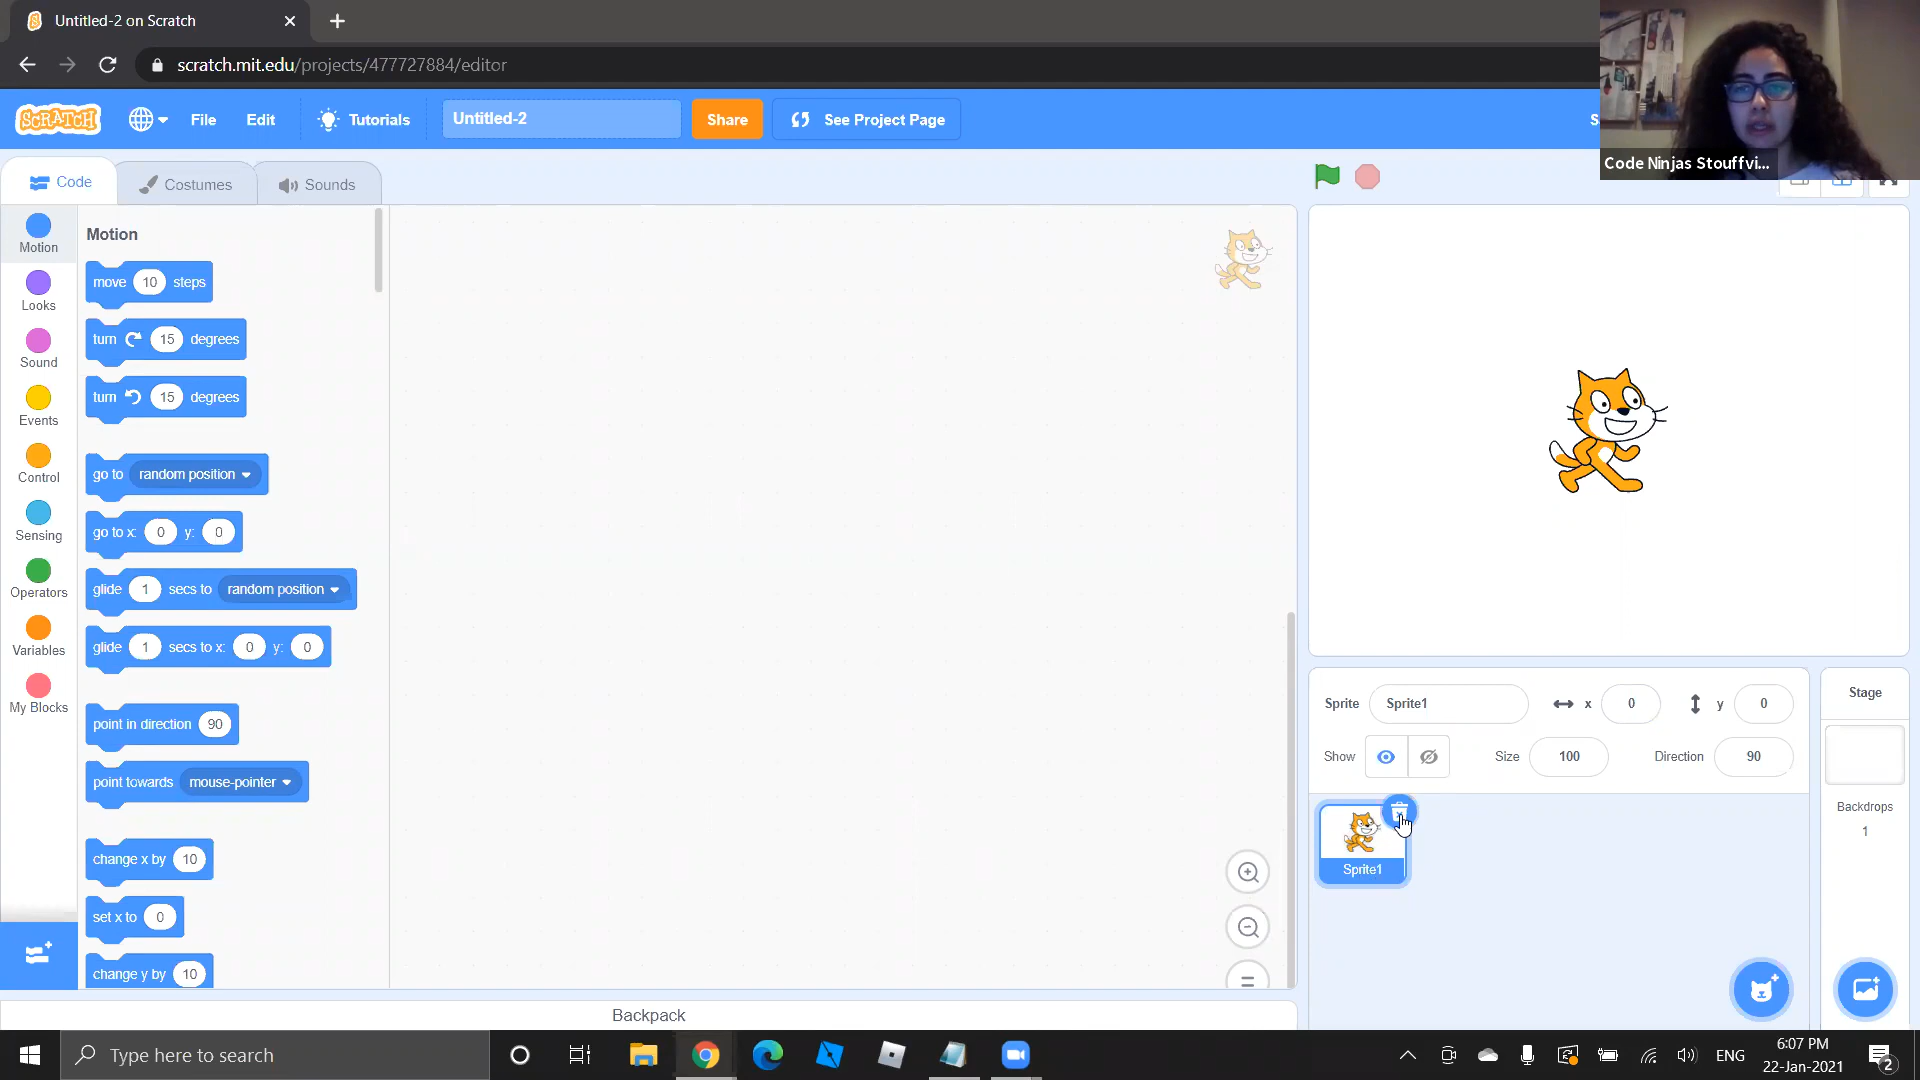 Untitled-2 on Scratch
scratch.mit.edu/projects/477727884/editor
SCRATCH
File
Edit
Tutorials
Untitled-2
Share
See Project Page
S
Code Ninjas Stouffvi...
Code
Costumes
Sounds
Motion
Looks
Sound
Events
Control
Sensing
Operators
Variables
My Blocks
Motion
move 10 steps
turn 15 degrees
turn 15 degrees
go to random position
go to x: 0 y: 0
glide 1 secs to random position
glide 1 secs to x: 0 y: 0
point in direction 90
point towards mouse-pointer
change x by 10
set x to 0
change y by 10
Backpack
Sprite Sprite1 x 0 y 0
Show Size 100 Direction 90
Sprite1
Stage
Backdrops
1
Type here to search
ENG
6:07 PM
22-Jan-2021
2